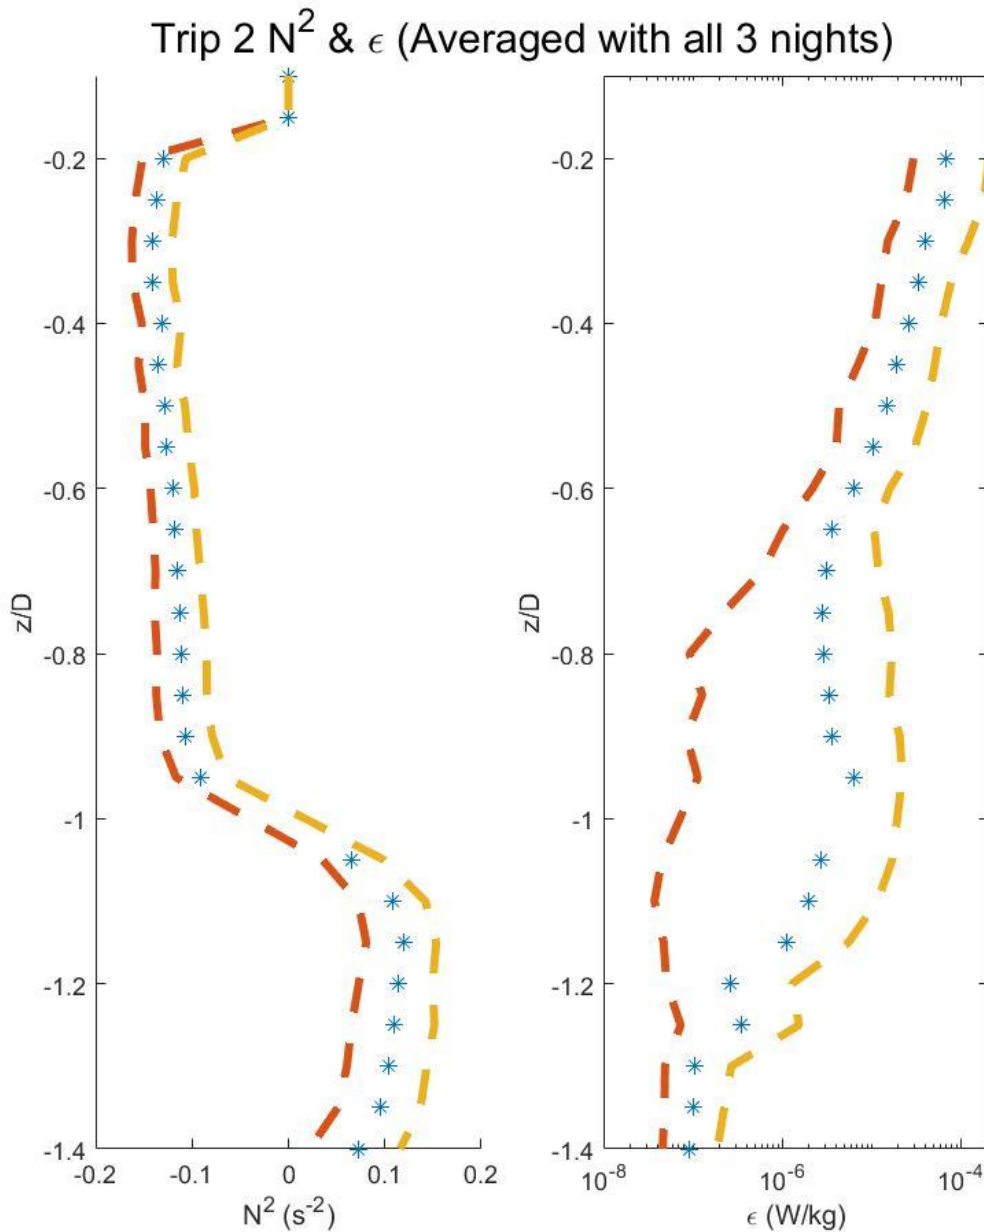 Trip 2 N² & ϵ (Averaged with all 3 nights)
-0.2
-0.4
-0.6
-0.8
-1
-1.2
-1.4
z/D
-0.2 -0.1 0 0.1 0.2
N² (s⁻²)
-0.2
-0.4
-0.6
-0.8
-1
-1.2
-1.4
z/D
10⁻⁸ 10⁻⁶ 10⁻⁴
ϵ (W/kg)